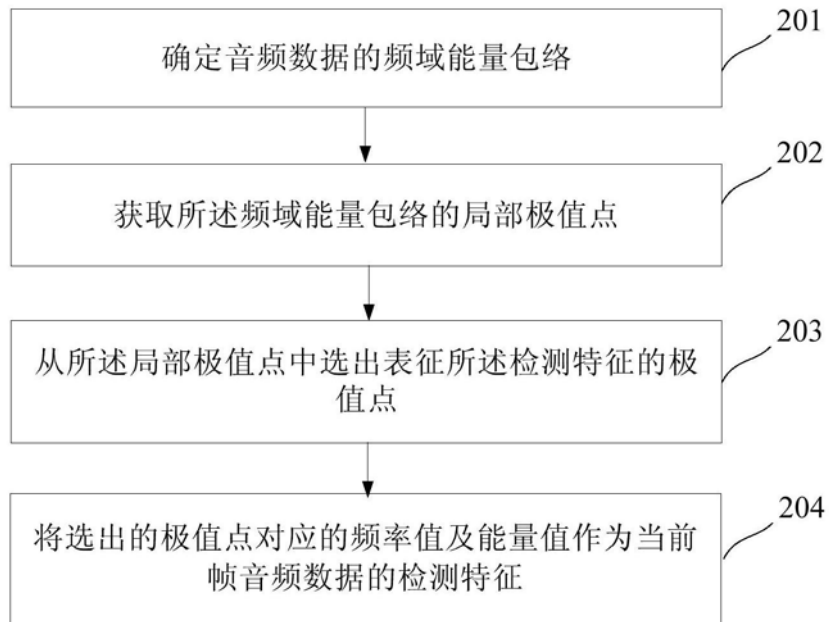 201
确定音频数据的频域能量包络
202
获取所述频域能量包络的局部极值点
203
从所述局部极值点中选出表征所述检测特征的极
值点
204
将选出的极值点对应的频率值及能量值作为当前
帧音频数据的检测特征